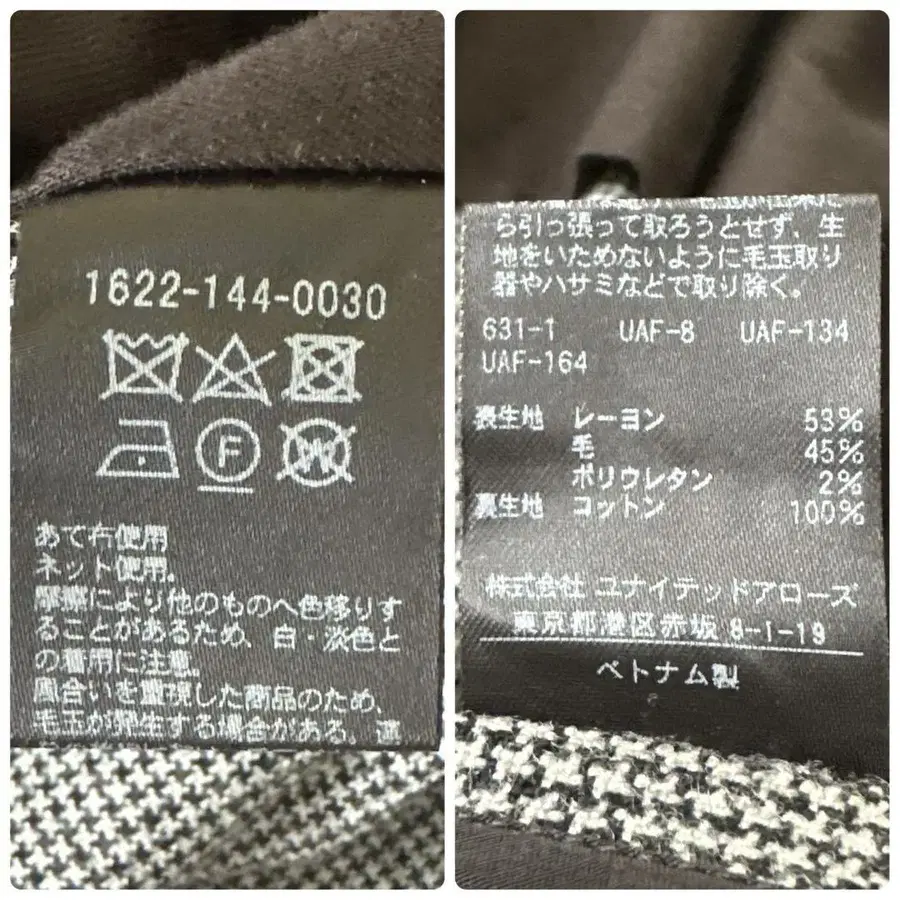 1622-144-0030
F
W
あて布使用
ネット使用.
摩擦により他のものへ色移りす
ることがあるため、白・淡色と
の着用に注意.
風合いを重視した商品のため、
毛玉が発生する場合がある.
ら引っ張って取ろうとせず、生
地をいためないように毛玉取り
器やハサミなどで取り除く。
631-1 UAF-8 UAF-134
UAF-164
表生地 レーヨン 53%
毛 45%
ポリウレタン 2%
裏生地 コットン 100%
株式会社 ユナイテッドアローズ
東京都港区赤坂 8-1-19
ベトナム製